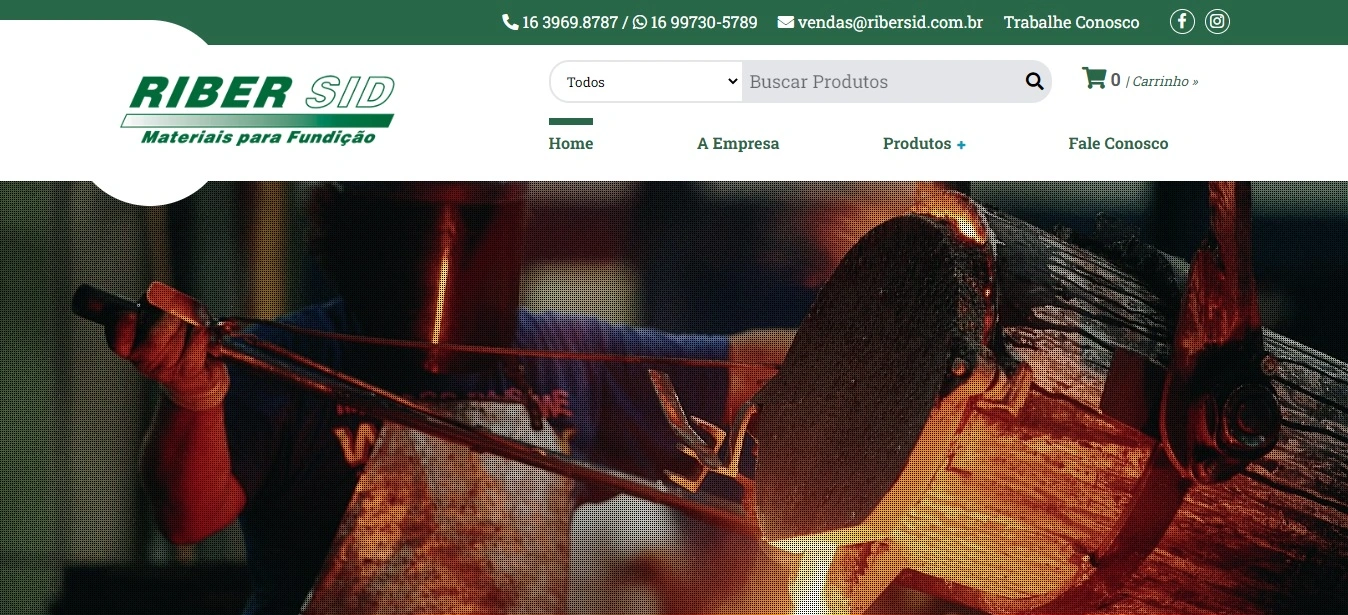 16 3969.8787 / 16 99730-5789 vendas@ribersid.com.br Trabalhe Conosco
RIBER SID
Materiais para Fundição
Todos Buscar Produtos 0 | Carrinho »
Home A Empresa Produtos + Fale Conosco